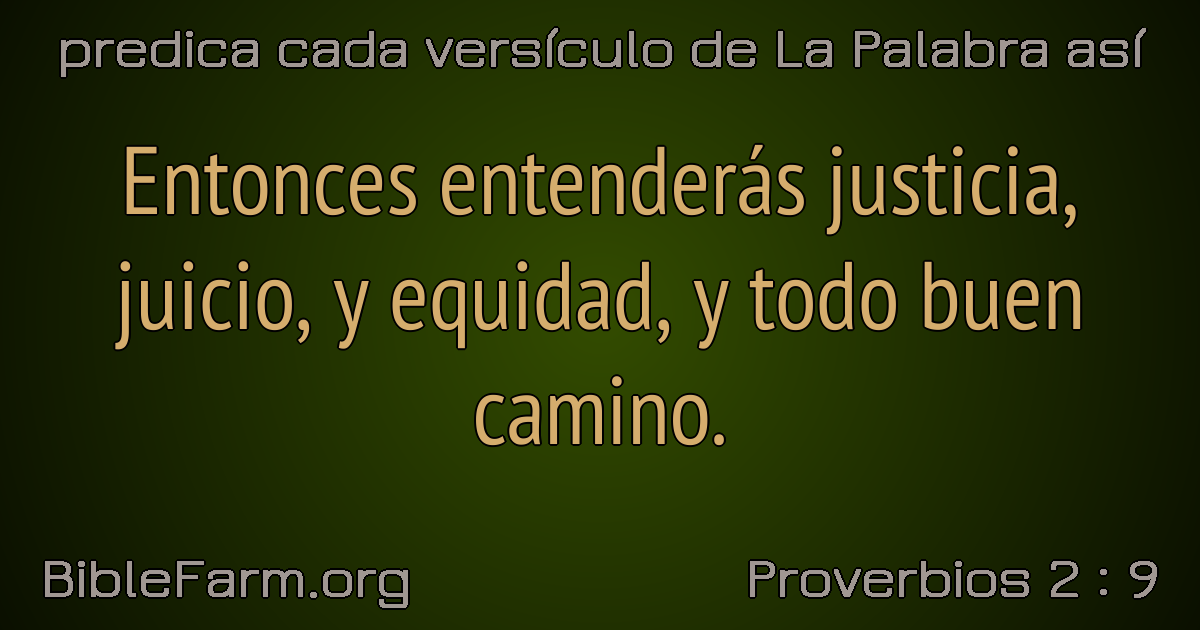 predica cada versículo de La Palabra así
Entonces entenderás justicia,
juicio, y equidad, y todo buen
camino.
BibleFarm.org
Proverbios 2 : 9